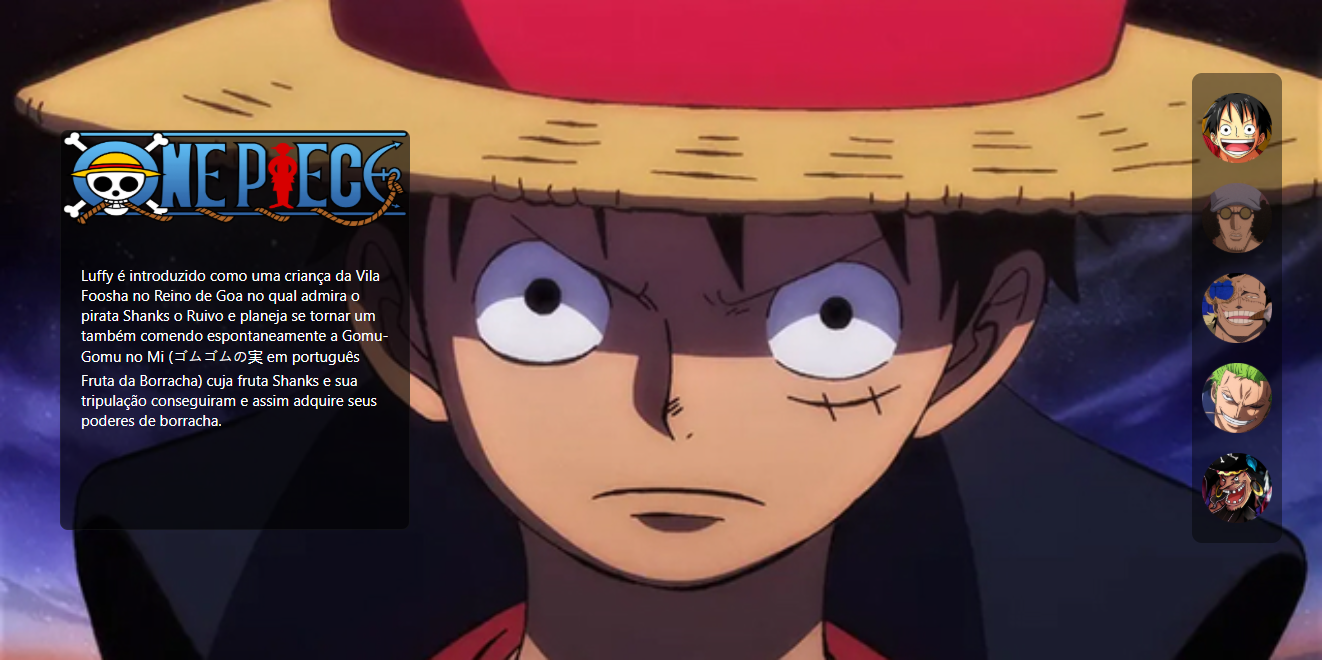 ONE PIECE
Luffy é introduzido como uma criança da Vila
Foosha no Reino de Goa no qual admira o
pirata Shanks o Ruivo e planeja se tornar um
também comendo espontaneamente a Gomu-
Gomu no Mi (ゴムゴムの実 em português
Fruta da Borracha) cuja fruta Shanks e sua
tripulação conseguiram e assim adquire seus
poderes de borracha.